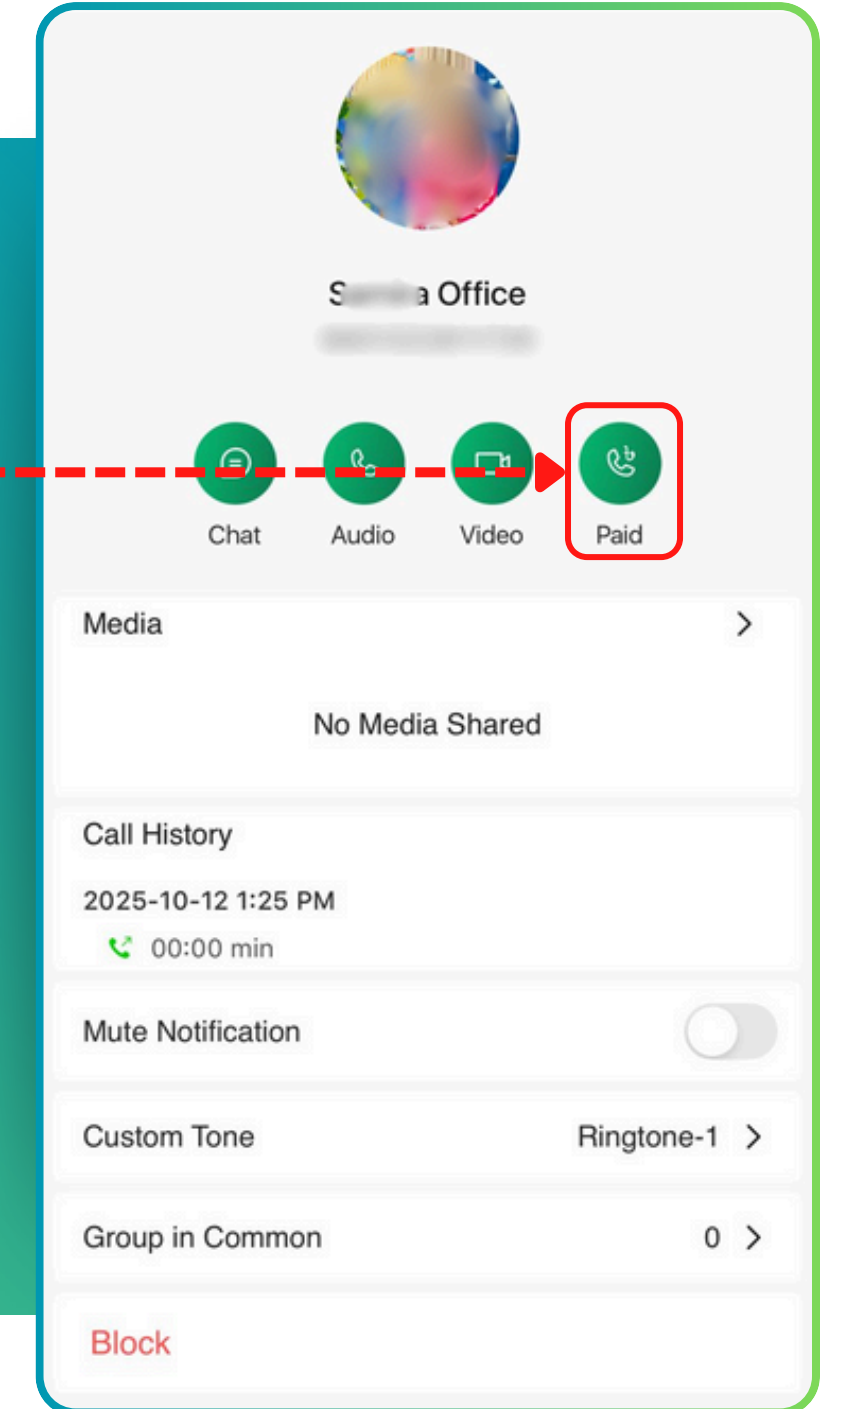 Office
Chat Audio Video Paid
Media
No Media Shared
Call History
2025-10-12 1:25 PM
00:00 min
Mute Notification
Custom Tone Ringtone-1
Group in Common 0
Block